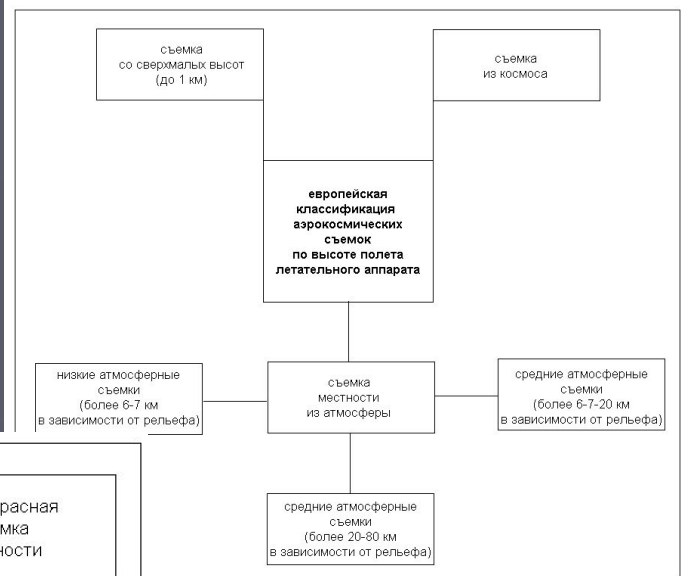 съемка
со сверхмалых высот
(до 1 км)
съемка
из космоса
европейская
классификация
аэрокосмических
съемок
по высоте полета
летательного аппарата
низкие атмосферные
съемки
(более 6-7 км
в зависимости от рельефа)
съемка
местности
из атмосферы
средние атмосферные
съемки
(более 6-7-20 км
в зависимости от рельефа)
средние атмосферные
съемки
(более 20-80 км
в зависимости от рельефа)